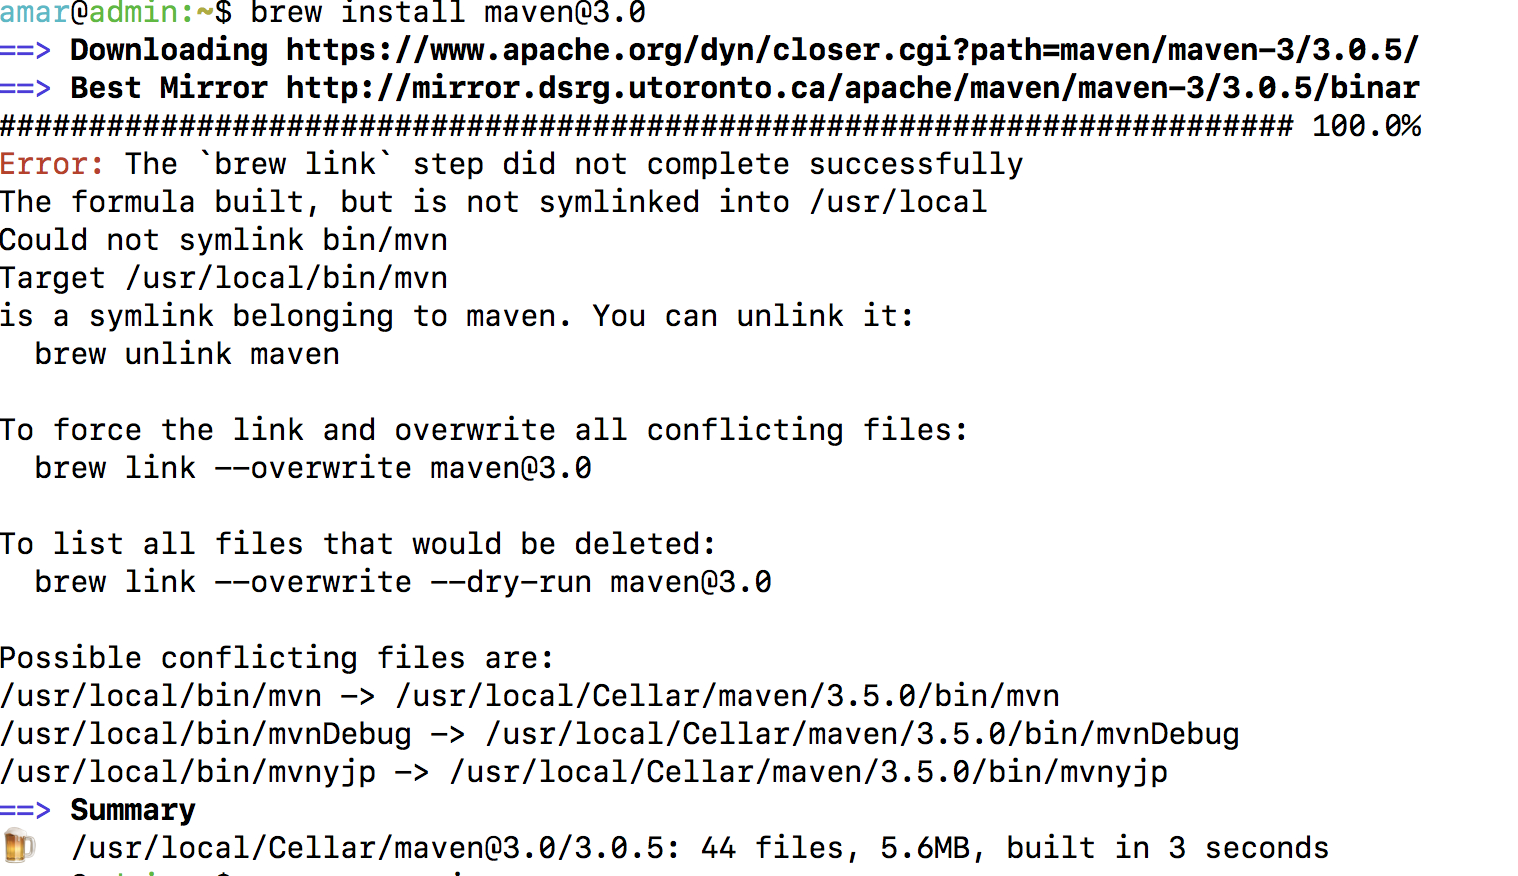 amar@admin:~$ brew install maven@3.0
==> Downloading https://www.apache.org/dyn/closer.cgi?path=maven/maven-3/3.0.5/
==> Best Mirror http://mirror.dsrg.utoronto.ca/apache/maven/maven-3/3.0.5/binar
######################################################################## 100.0%
Error: The `brew link` step did not complete successfully
The formula built, but is not symlinked into /usr/local
Could not symlink bin/mvn
Target /usr/local/bin/mvn
is a symlink belonging to maven. You can unlink it:
  brew unlink maven

To force the link and overwrite all conflicting files:
  brew link --overwrite maven@3.0

To list all files that would be deleted:
  brew link --overwrite --dry-run maven@3.0

Possible conflicting files are:
/usr/local/bin/mvn -> /usr/local/Cellar/maven/3.5.0/bin/mvn
/usr/local/bin/mvnDebug -> /usr/local/Cellar/maven/3.5.0/bin/mvnDebug
/usr/local/bin/mvnyjp -> /usr/local/Cellar/maven/3.5.0/bin/mvnyjp
==> Summary
🍺  /usr/local/Cellar/maven@3.0/3.0.5: 44 files, 5.6MB, built in 3 seconds